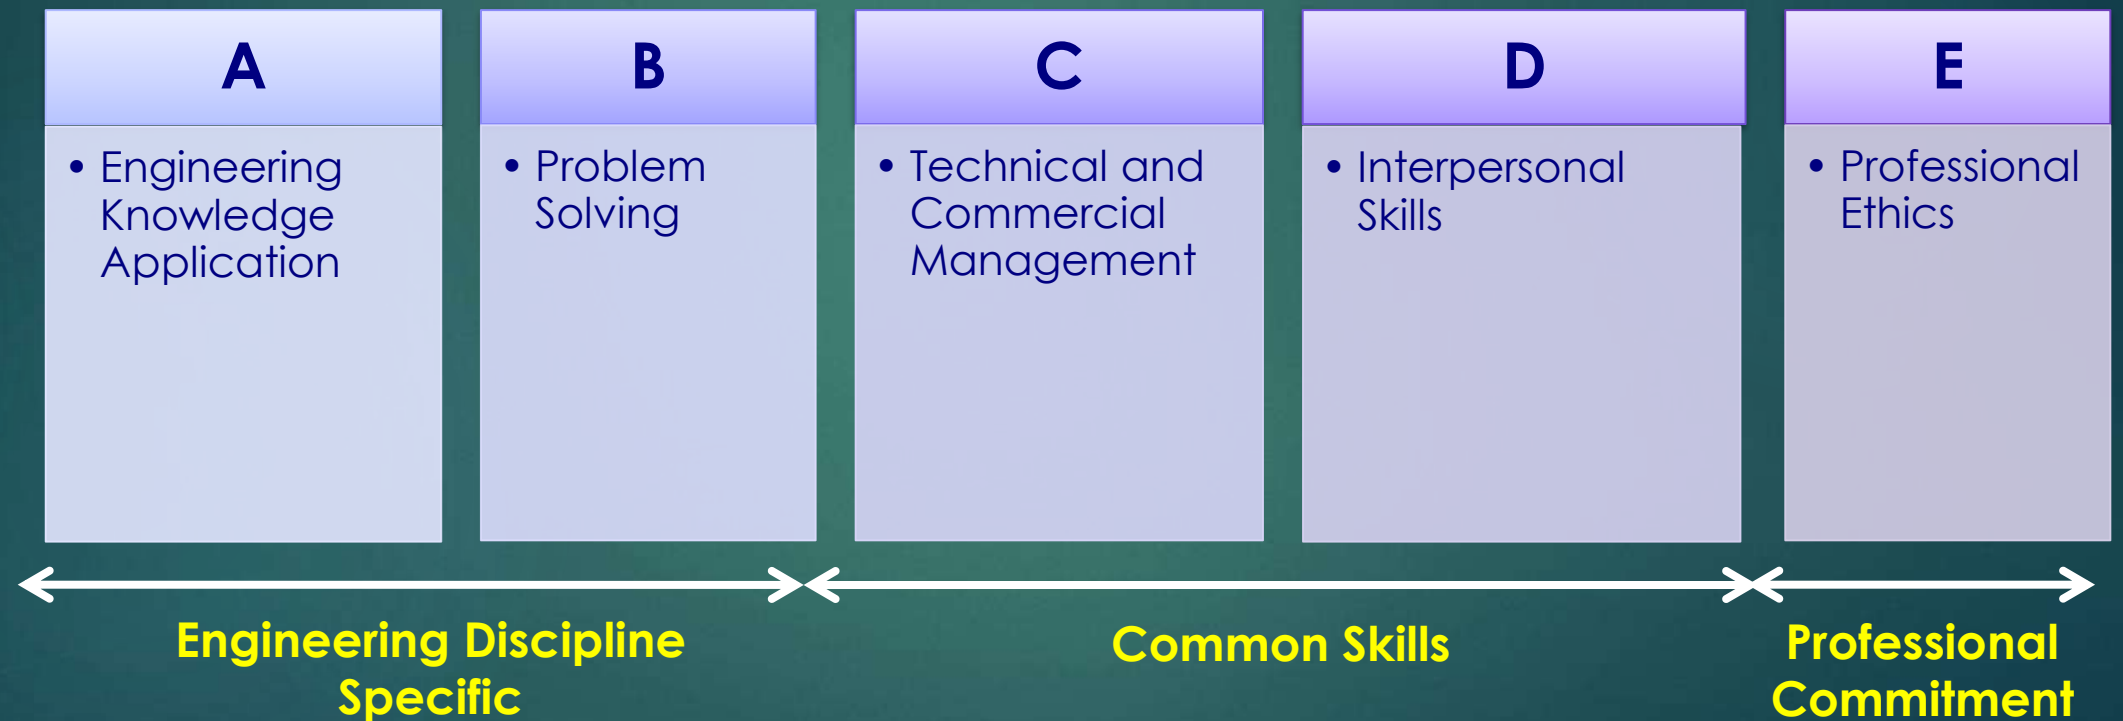 A
• Engineering
Knowledge
Application
B
• Problem
Solving
C
• Technical and
Commercial
Management
D
• Interpersonal
Skills
E
• Professional
Ethics
Engineering Discipline
Specific
Common Skills
Professional
Commitment